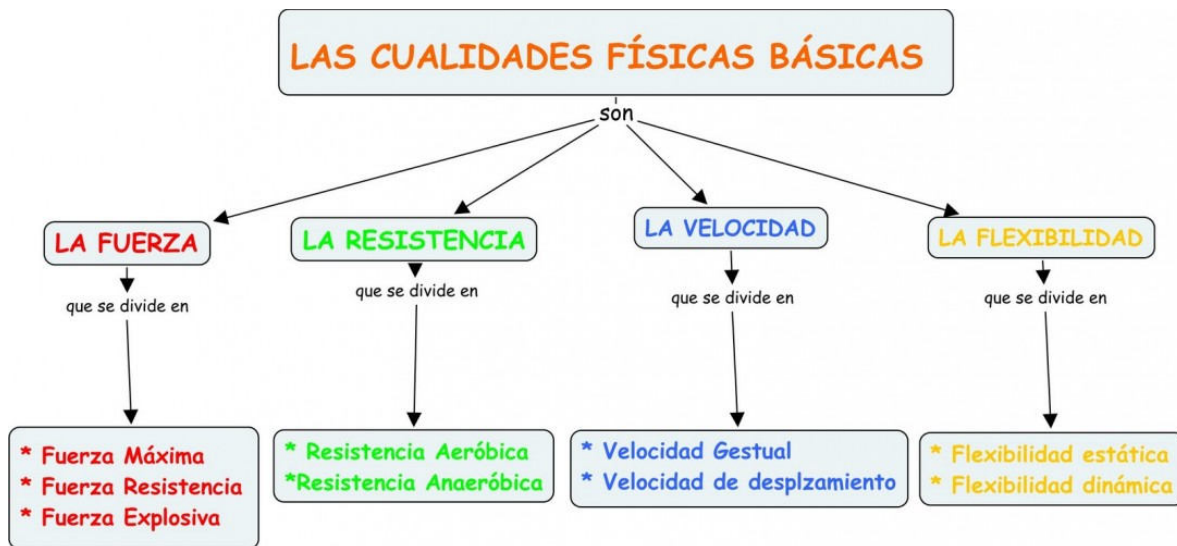 LAS CUALIDADES FÍSICAS BÁSICAS
son
LA FUERZA
LA RESISTENCIA
LA VELOCIDAD
LA FLEXIBILIDAD
que se divide en
que se divide en
que se divide en
que se divide en
* Fuerza Máxima
* Fuerza Resistencia
* Fuerza Explosiva
* Resistencia Aeróbica
*Resistencia Anaeróbica
* Velocidad Gestual
* Velocidad de desplzamiento
* Flexibilidad estática
* Flexibilidad dinámica